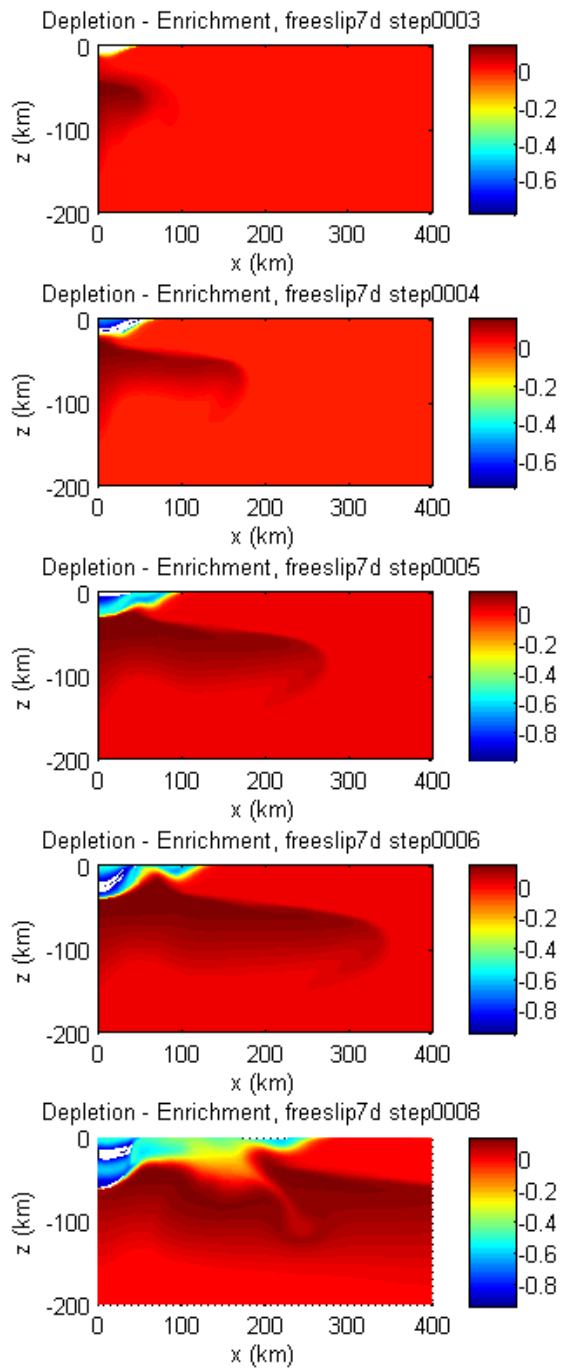 Depletion - Enrichment, freeslip7d step0003
0
-100
-200
z (km)
0 100 200 300 400
x (km)
0
-0.2
-0.4
-0.6
Depletion - Enrichment, freeslip7d step0004
0
-100
-200
z (km)
0 100 200 300 400
x (km)
0
-0.2
-0.4
-0.6
Depletion - Enrichment, freeslip7d step0005
0
-100
-200
z (km)
0 100 200 300 400
x (km)
0
-0.2
-0.4
-0.6
-0.8
Depletion - Enrichment, freeslip7d step0006
0
-100
-200
z (km)
0 100 200 300 400
x (km)
0
-0.2
-0.4
-0.6
-0.8
Depletion - Enrichment, freeslip7d step0008
0
-100
-200
z (km)
0 100 200 300 400
x (km)
0
-0.2
-0.4
-0.6
-0.8